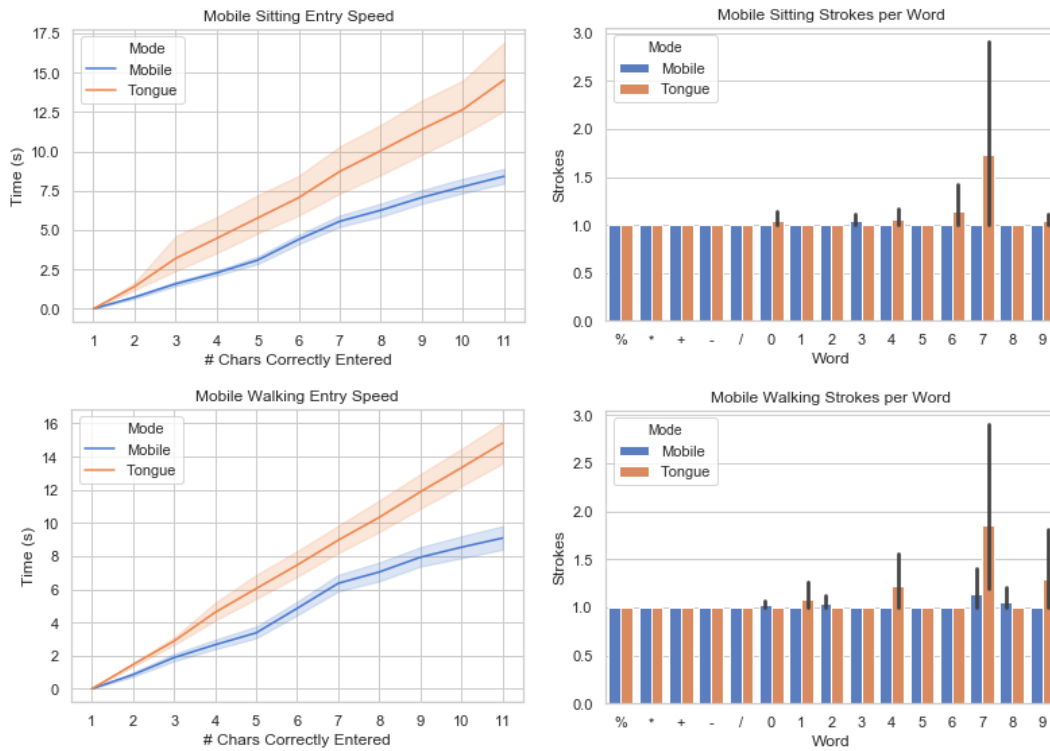 Mobile Sitting Entry Speed
Mode
Mobile
Tongue
Time (s)
17.5
15.0
12.5
10.0
7.5
5.0
2.5
0.0
1 2 3 4 5 6 7 8 9 10 11
# Chars Correctly Entered
Mobile Sitting Strokes per Word
Mode
Mobile
Tongue
Strokes
3.0
2.5
2.0
1.5
1.0
0.5
0.0
% * + - / 0 1 2 3 4 5 6 7 8 9
Word
Mobile Walking Entry Speed
Mode
Mobile
Tongue
Time (s)
16
14
12
10
8
6
4
2
0
1 2 3 4 5 6 7 8 9 10 11
# Chars Correctly Entered
Mobile Walking Strokes per Word
Mode
Mobile
Tongue
Strokes
3.0
2.5
2.0
1.5
1.0
0.5
0.0
% * + - / 0 1 2 3 4 5 6 7 8 9
Word